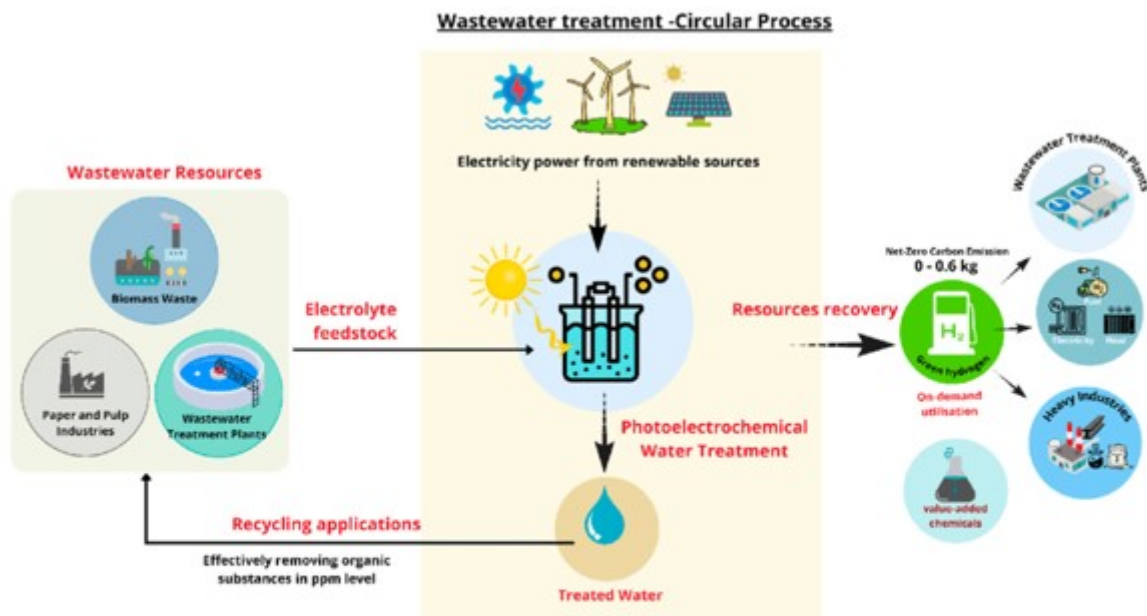 Wastewater treatment -Circular Process
Electricity power from renewable sources
Wastewater Resources
Biomass Waste
Paper and Pulp
Industries
Wastewater
Treatment Plants
Electrolyte
feedstock
Photoelectrochemical
Water Treatment
Treated Water
Recycling applications
Effectively removing organic
substances in ppm level
Resources recovery
Net-Zero Carbon Emission
0 - 0.6 kg
H2
Green hydrogen
On-demand
utilisation
value-added
chemicals
Wastewater Treatment Plants
Electricity
Heat
Heavy Industries